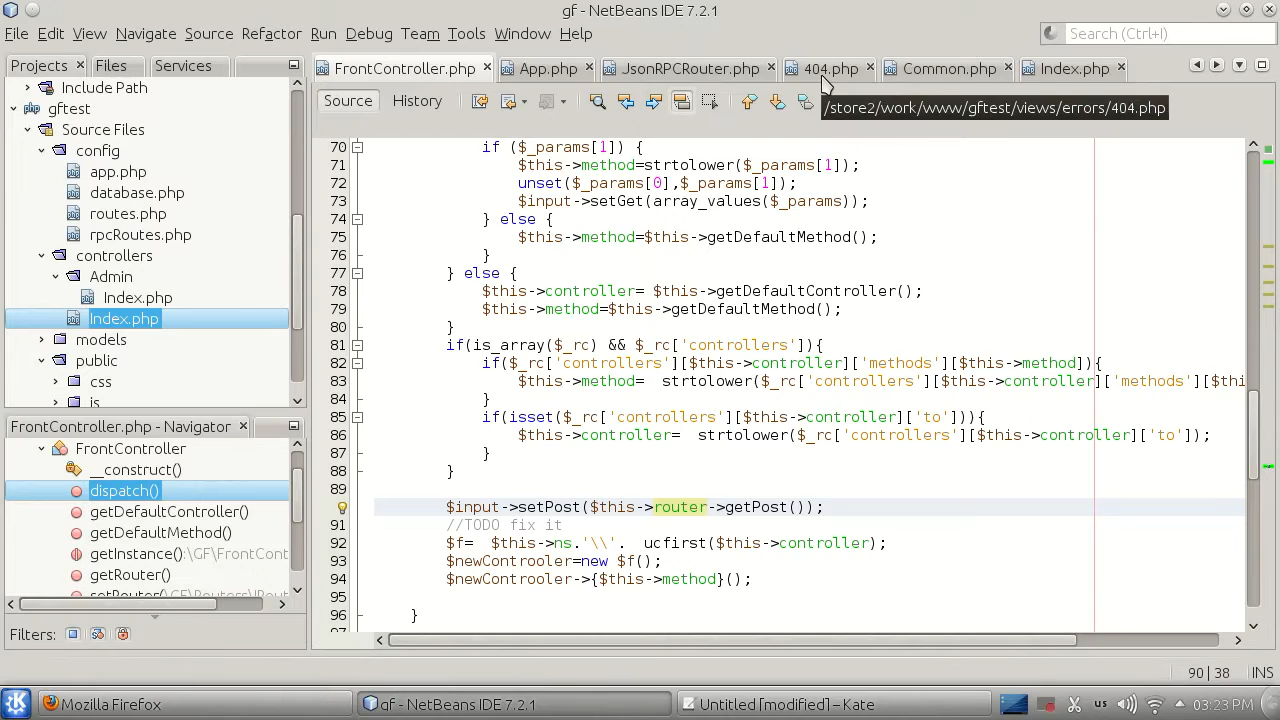 gf - NetBeans IDE 7.2.1
File Edit View Navigate Source Refactor Run Debug Team Tools Window Help
Search (Ctrl+I)
Projects Files Services
FrontController.php App.php JsonRPCRouter.php 404.php Common.php Index.php
Source History
/store2/work/www/gftest/views/errors/404.php
Include Path
gftest
Source Files
config
app.php
database.php
routes.php
rpcRoutes.php
controllers
Admin
Index.php
Index.php
models
public
css
js
FrontController.php - Navigator
FrontController
__construct()
dispatch()
getDefaultController()
getDefaultMethod()
getInstance():\GF\FrontCont
getRouter()
Filters:
70 if ($_params[1]) {
71 $this->method=strtolower($_params[1]);
72 unset($_params[0],$_params[1]);
73 $input->setGet(array_values($_params));
74 } else {
75 $this->method=$this->getDefaultMethod();
76 }
77 } else {
78 $this->controller= $this->getDefaultController();
79 $this->method=$this->getDefaultMethod();
80 }
81 if(is_array($_rc) && $_rc['controllers']){
82 if($_rc['controllers'][$this->controller]['methods'][$this->method]){
83 $this->method=  strtolower($_rc['controllers'][$this->controller]['methods'][$this
84 }
85 if(isset($_rc['controllers'][$this->controller]['to'])){
86 $this->controller=  strtolower($_rc['controllers'][$this->controller]['to']);
87 }
88 }
89
90 $input->setPost($this->router->getPost());
91 //TODO fix it
92 $f=  $this->ns.'\\'.  ucfirst($this->controller);
93 $newControoler=new $f();
94 $newControoler->{$this->method}();
95
96 }
97
90 | 38 INS
Mozilla Firefox
gf - NetBeans IDE 7.2.1
Untitled [modified] - Kate
us
03:23 PM